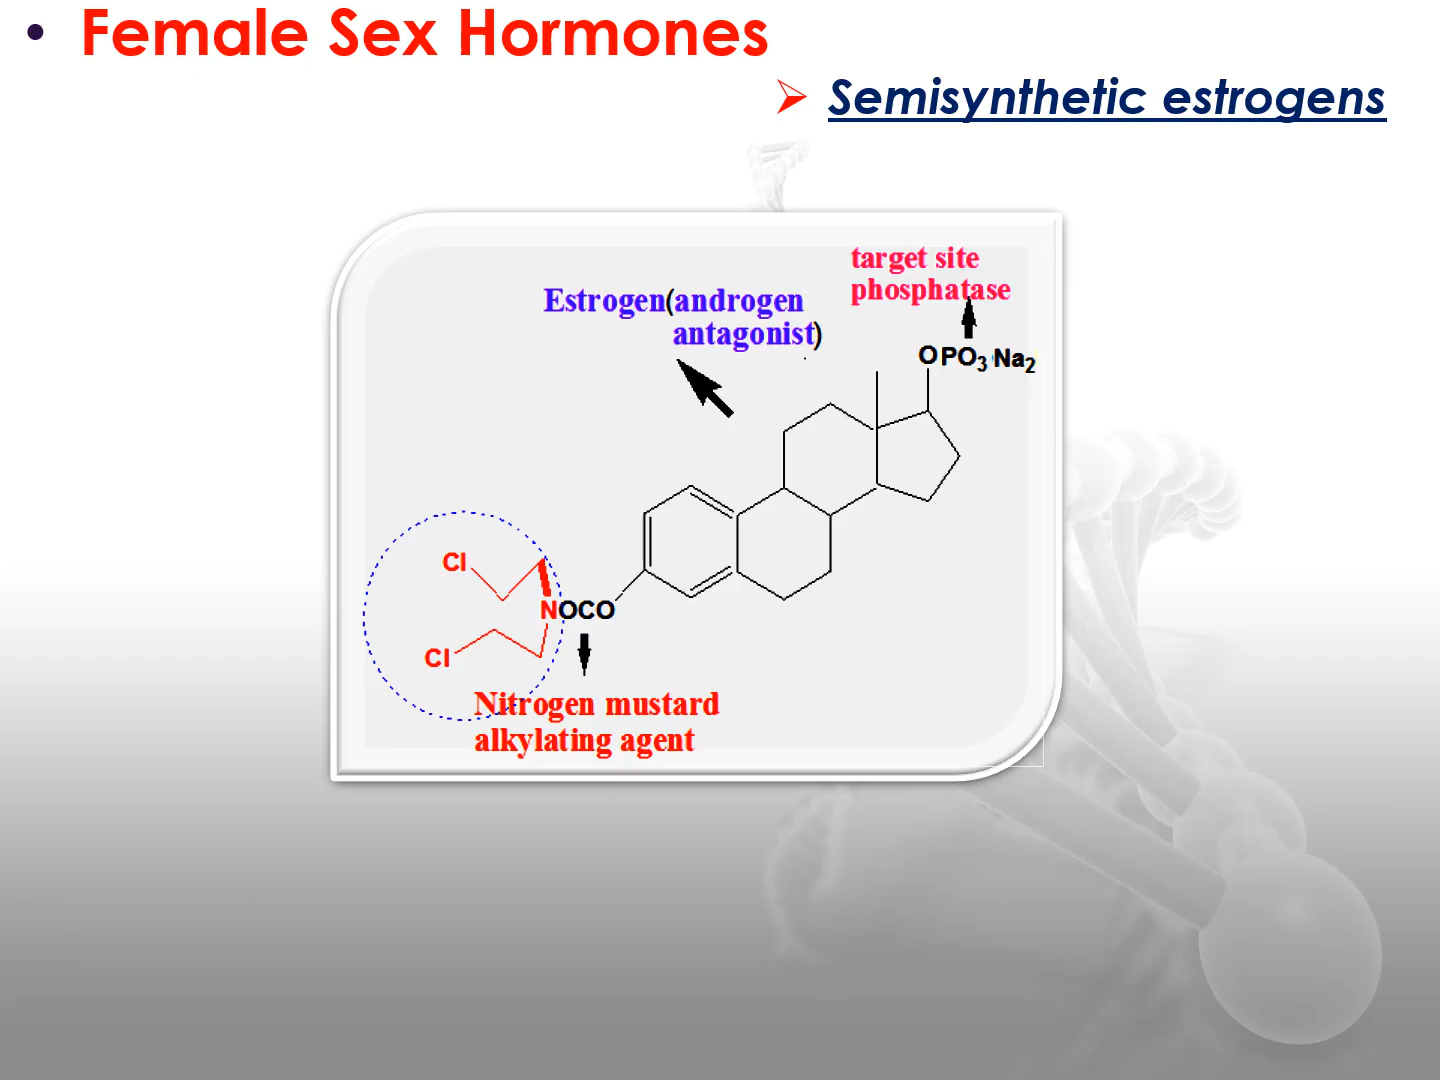 • Female Sex Hormones
➢ Semisynthetic estrogens
target site
phosphatase
Estrogen(androgen
antagonist)
OPO3Na2
Cl
NOCO
Cl
Nitrogen mustard
alkylating agent